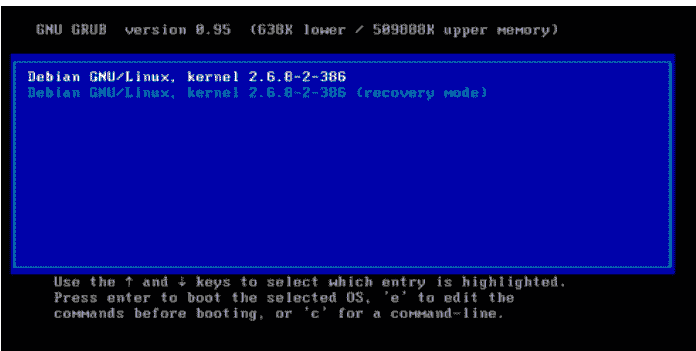 GNU GRUB version 0.95 (638K lower / 509888K upper memory)
Debian GNU/Linux, kernel 2.6.8-2-386
Debian GNU/Linux, kernel 2.6.8-2-386 (recovery mode)
Use the ↑ and ↓ keys to select which entry is highlighted.
Press enter to boot the selected OS, 'e' to edit the
commands before booting, or 'c' for a command-line.